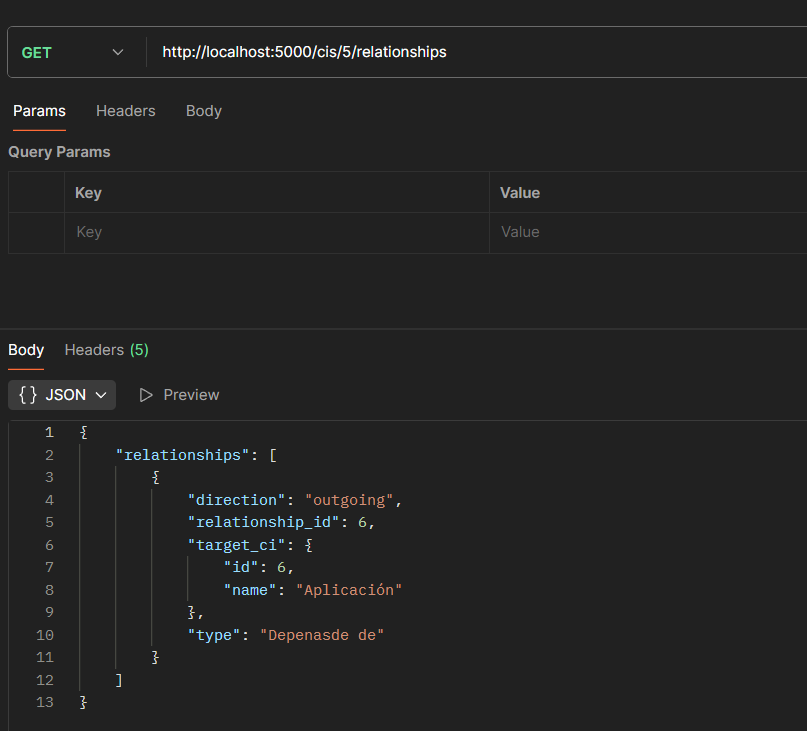 GET http://localhost:5000/cis/5/relationships
Params Headers Body
Query Params
Key Value
Key Value
Body Headers (5)
{} JSON Preview
1 {
2 "relationships": [
3 {
4 "direction": "outgoing",
5 "relationship_id": 6,
6 "target_ci": {
7 "id": 6,
8 "name": "Aplicación"
9 },
10 "type": "Depenasde de"
11 }
12 ]
13 }